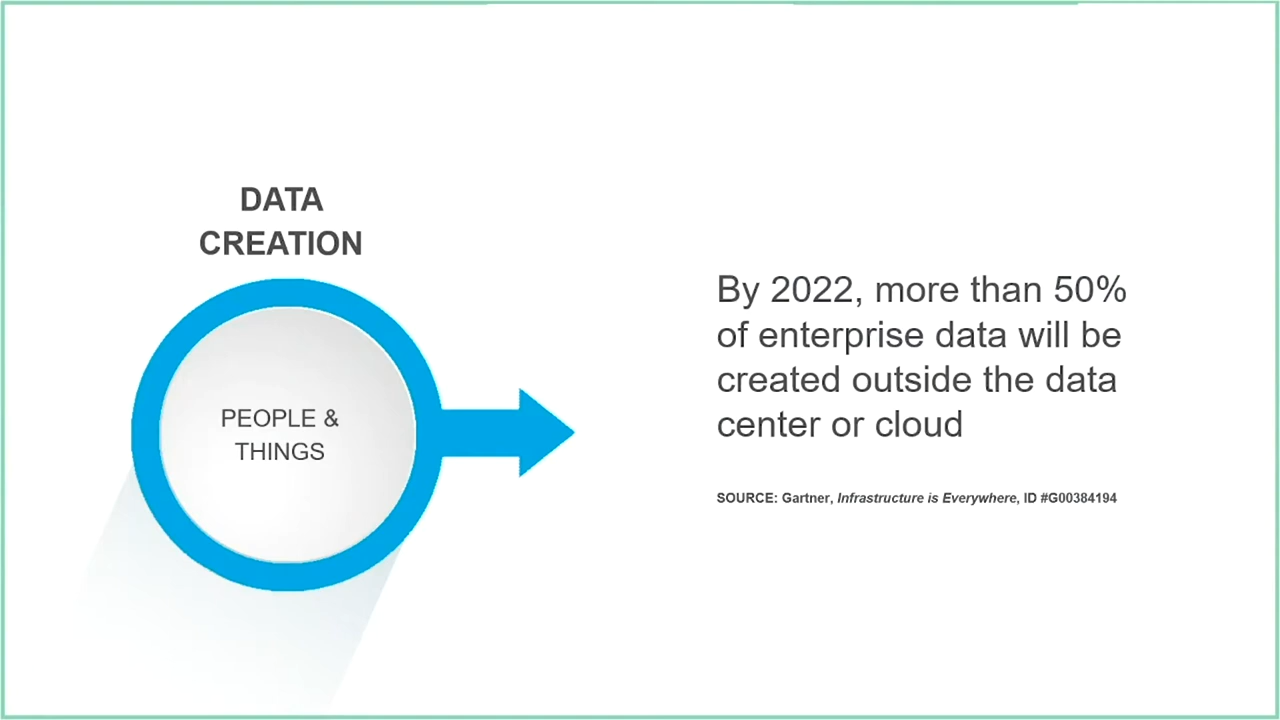 DATA
CREATION
PEOPLE &
THINGS
By 2022, more than 50%
of enterprise data will be
created outside the data
center or cloud
SOURCE: Gartner, Infrastructure is Everywhere, ID #G00384194